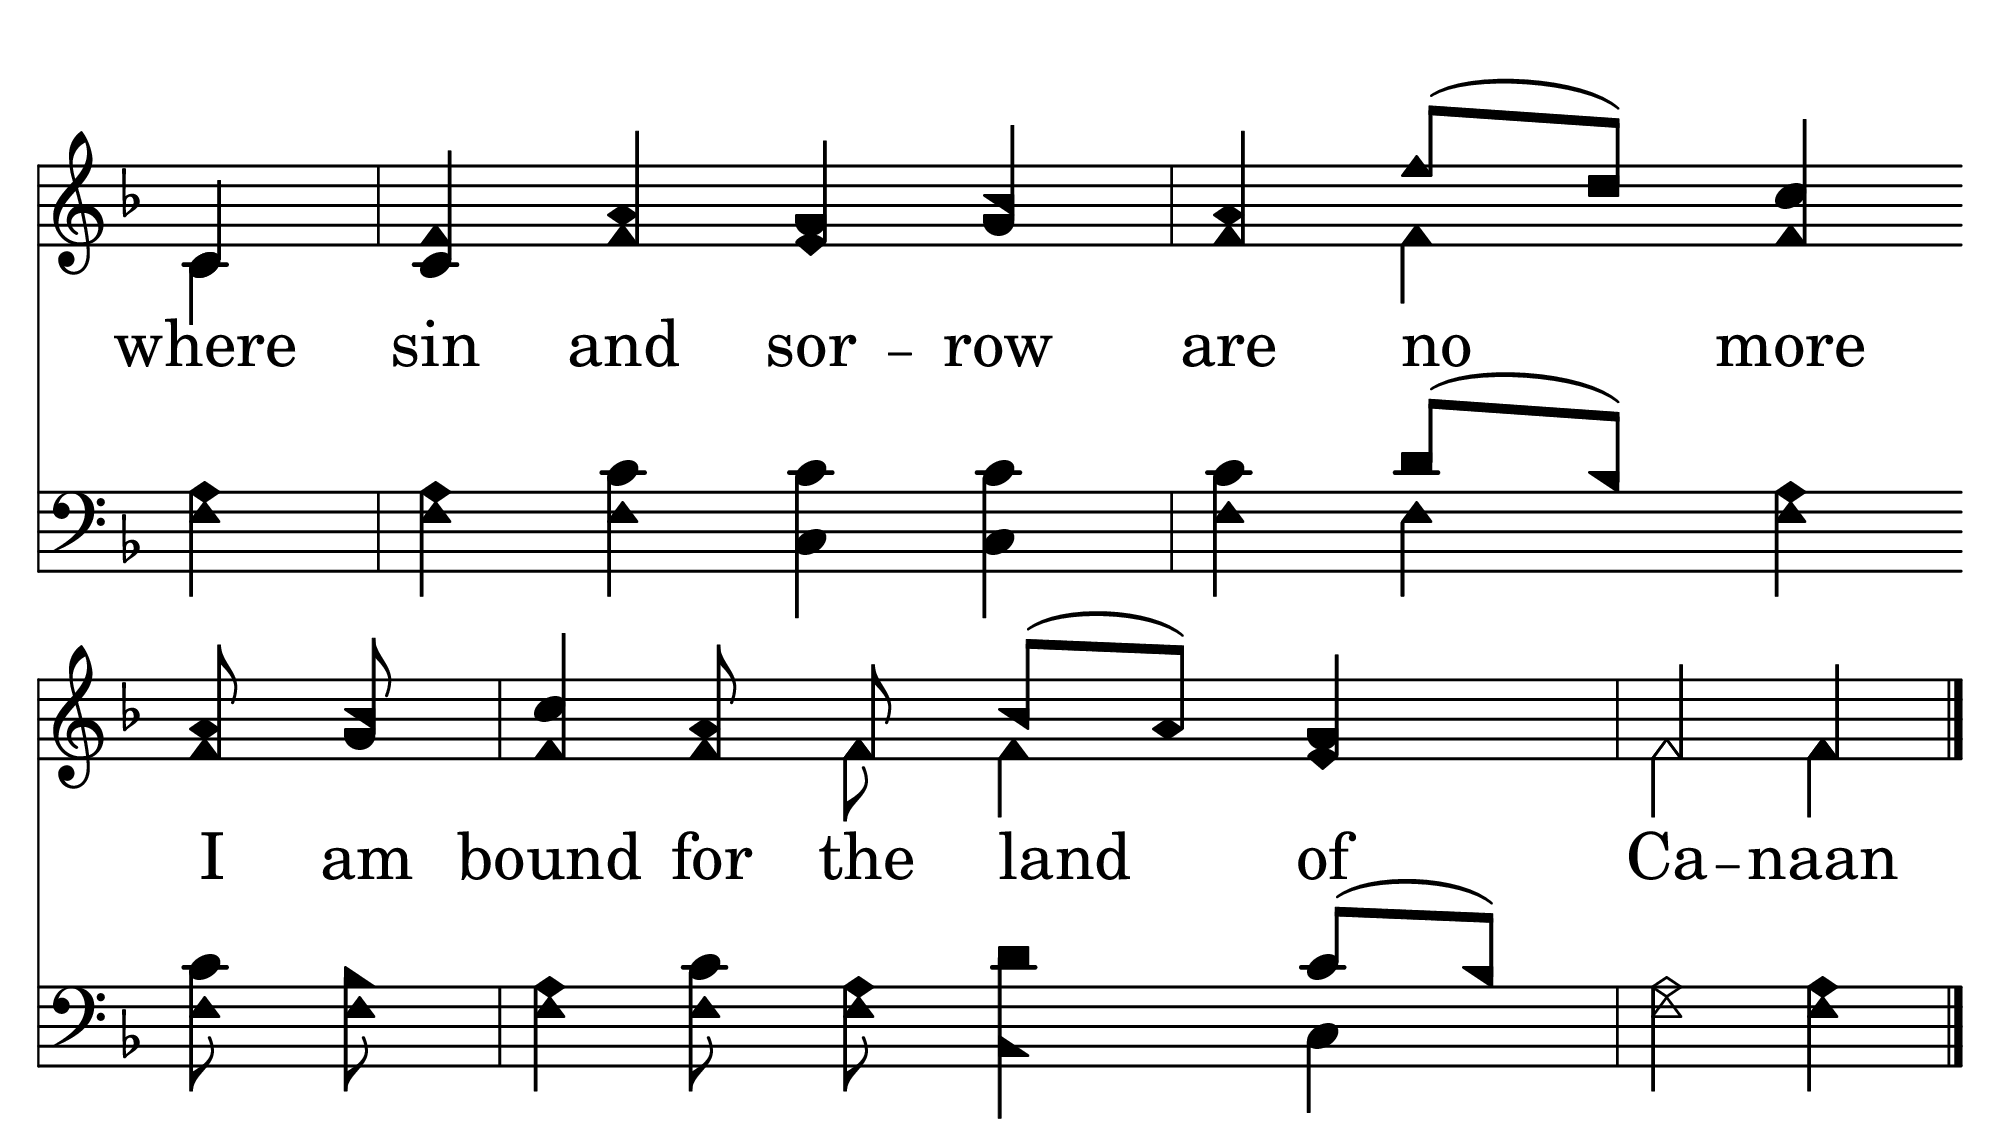 where sin and sor – row are no more
I am bound for the land of Ca – naan